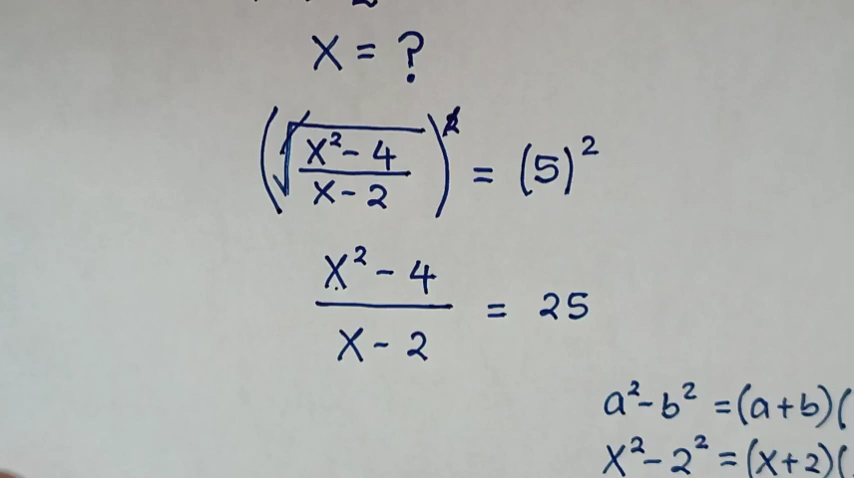 x = ?
(√((x² - 4)/(x - 2)))² = (5)²
(x² - 4)/(x - 2) = 25
a² - b² = (a + b)(
x² - 2² = (x + 2)(